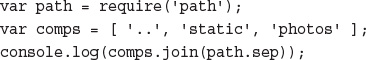 var path = require('path');
var comps = [ '..', 'static', 'photos' ];
console.log(comps.join(path.sep));